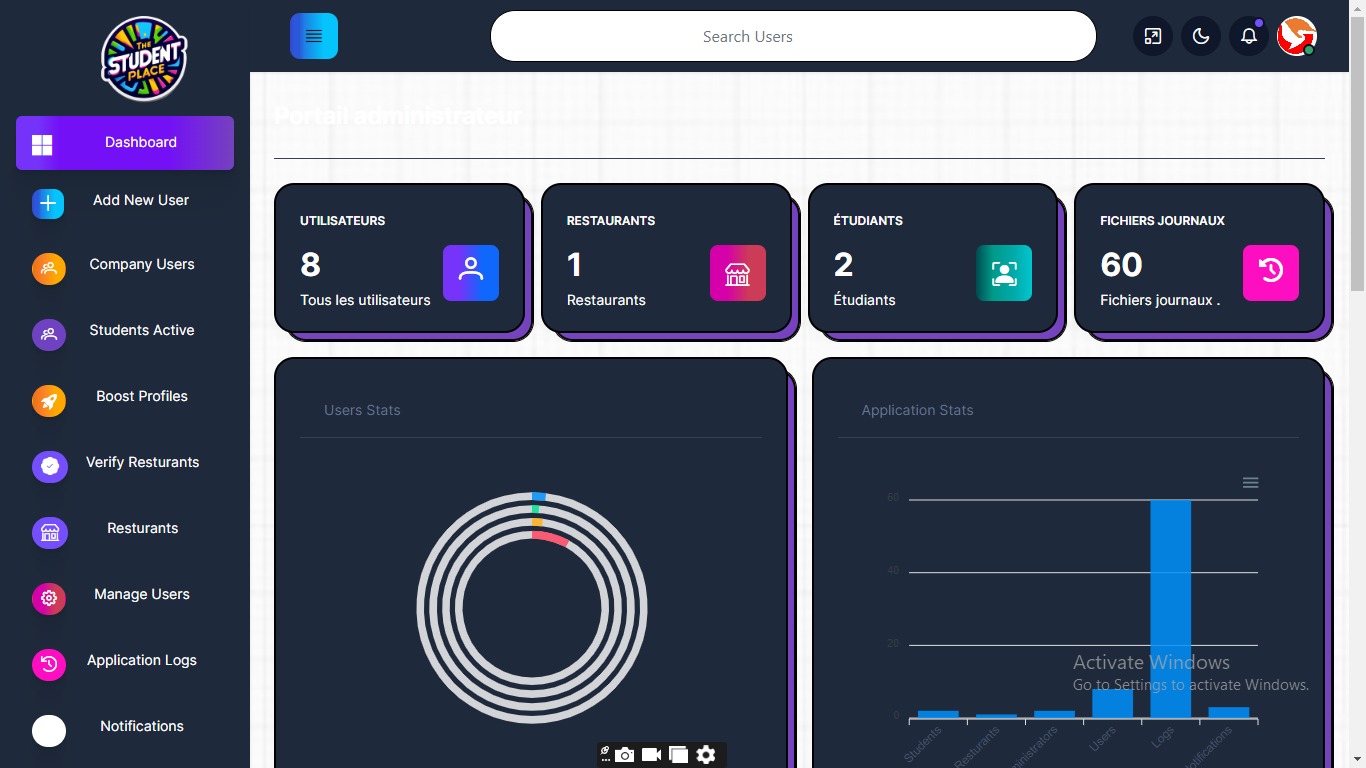 THE
STUDENT
PLACE
Search Users
Dashboard
Add New User
Company Users
Students Active
Boost Profiles
Verify Resturants
Resturants
Manage Users
Application Logs
Notifications
Portail administrateur
UTILISATEURS
8
Tous les utilisateurs
RESTAURANTS
1
Restaurants
ÉTUDIANTS
2
Étudiants
FICHIERS JOURNAUX
60
Fichiers journaux .
Users Stats
Application Stats
60
40
20
0
Students
Resturants
ministrators
Users
Logs
otifications
Activate Windows
Go to Settings to activate Windows.